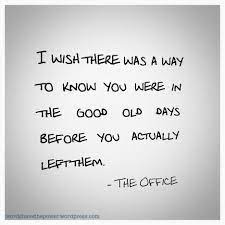 I WISH THERE WAS A WAY
TO KNOW YOU WERE IN
THE GOOD OLD DAYS
BEFORE YOU ACTUALLY
LEFT THEM.
- THE OFFICE